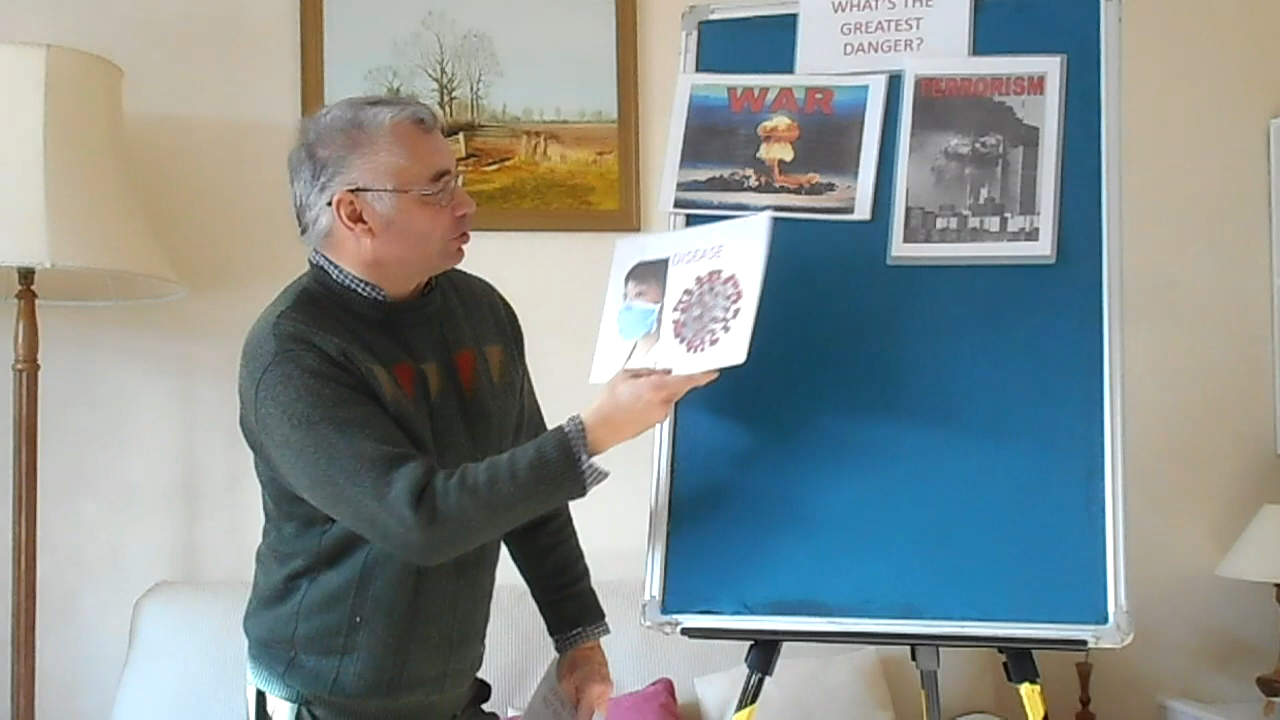 WHAT'S THE
GREATEST
DANGER?
WAR
TERRORISM
DISEASE